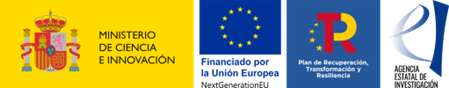 MINISTERIO
DE CIENCIA
E INNOVACIÓN
Financiado por
la Unión Europea
NextGenerationEU
Plan de Recuperación,
Transformación y
Resiliencia
AGENCIA
ESTATAL DE
INVESTIGACIÓN